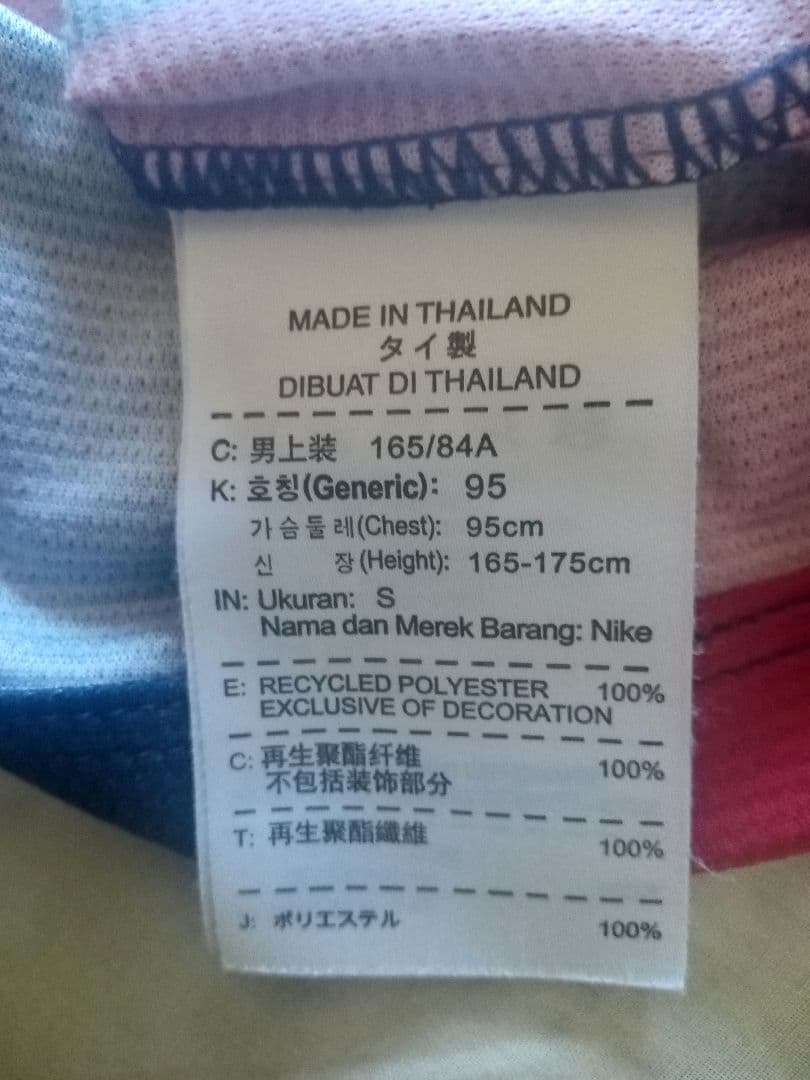 MADE IN THAILAND
タイ製
DIBUAT DI THAILAND
C: 男上装 165/84A
K: 호칭(Generic): 95
가슴둘레(Chest): 95cm
신 장(Height): 165-175cm
IN: Ukuran: S
Nama dan Merek Barang: Nike
E: RECYCLED POLYESTER 100%
EXCLUSIVE OF DECORATION
C: 再生聚酯纤维 100%
不包括装饰部分
T: 再生聚酯纖維 100%
J: ポリエステル 100%